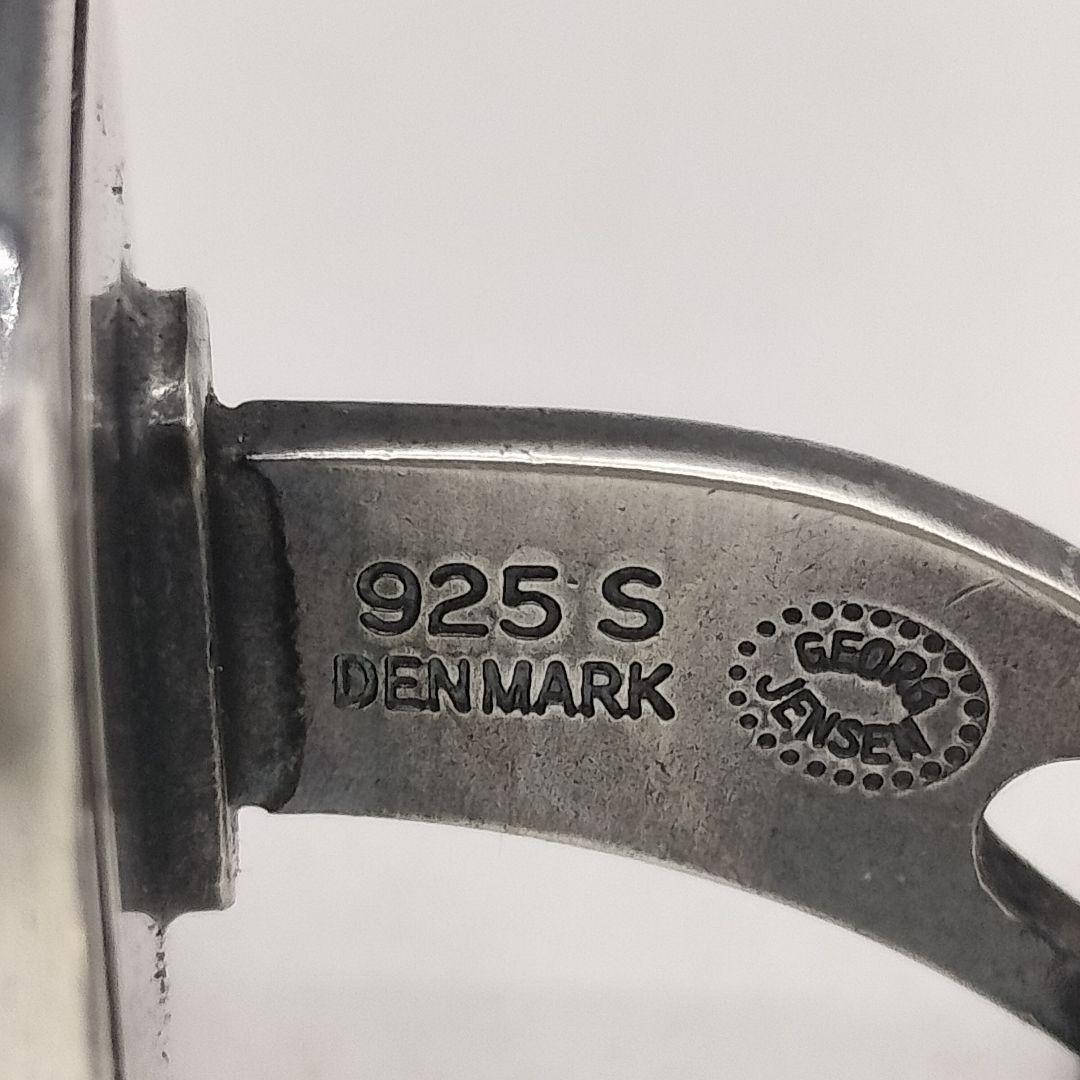 925 S
DENMARK
GEORG
JENSEN